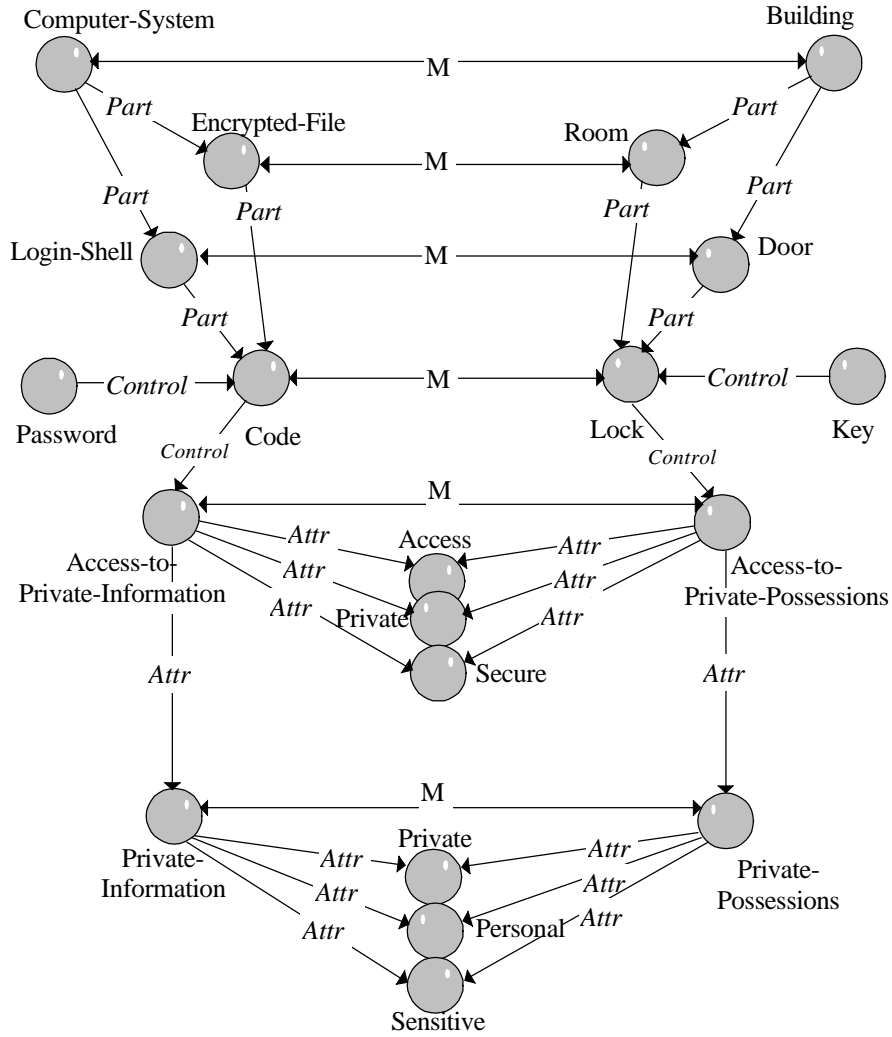 Computer-System
Building
M
Part
Part
Encrypted-File
Room
M
Part
Part
Part
Part
Login-Shell
Door
M
Part
Part
Control
M
Control
Password
Code
Lock
Key
Control
Control
M
Attr
Access
Attr
Access-to-
Private-Information
Attr
Attr
Access-to-
Private-Possessions
Attr
Private
Attr
Secure
Attr
Attr
M
Private
Private-
Information
Attr
Attr
Private-
Possessions
Attr
Attr
Attr
Personal
Attr
Sensitive